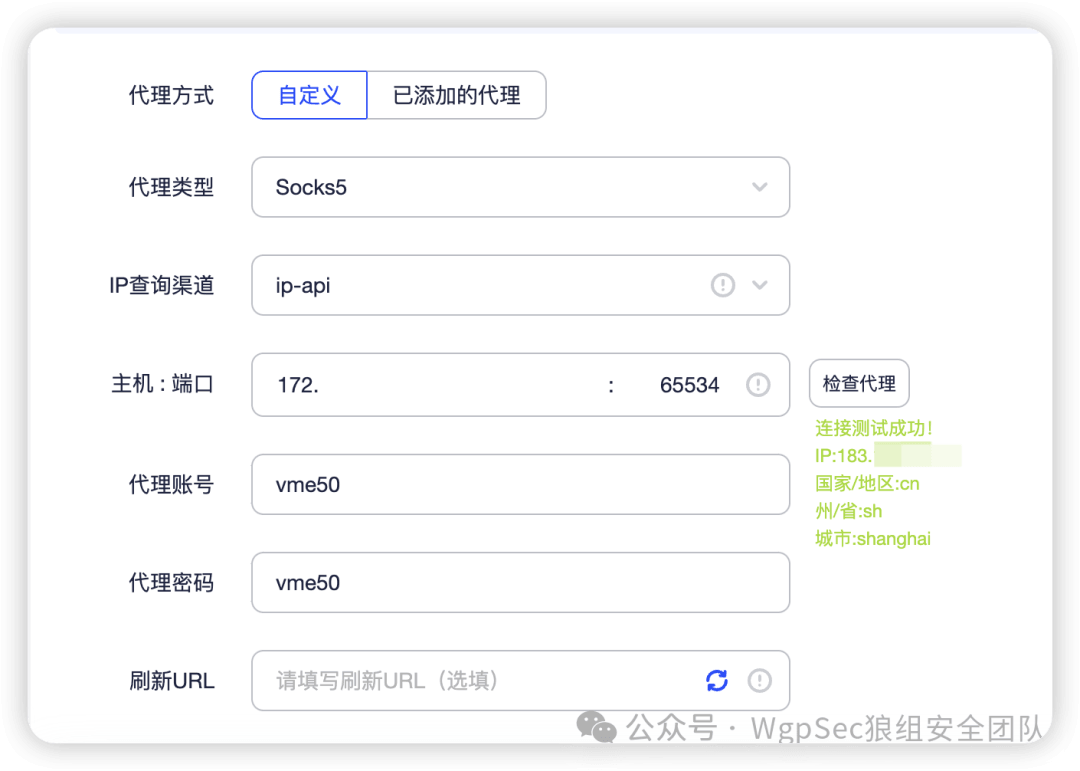 代理方式 自定义 已添加的代理
代理类型 Socks5
IP查询渠道 ip-api
主机 : 端口 172. : 65534 检查代理
连接测试成功!
IP:183.
国家/地区:cn
州/省:sh
城市:shanghai
代理账号 vme50
代理密码 vme50
刷新URL 请填写刷新URL（选填）
公众号 · WgpSec狼组安全团队